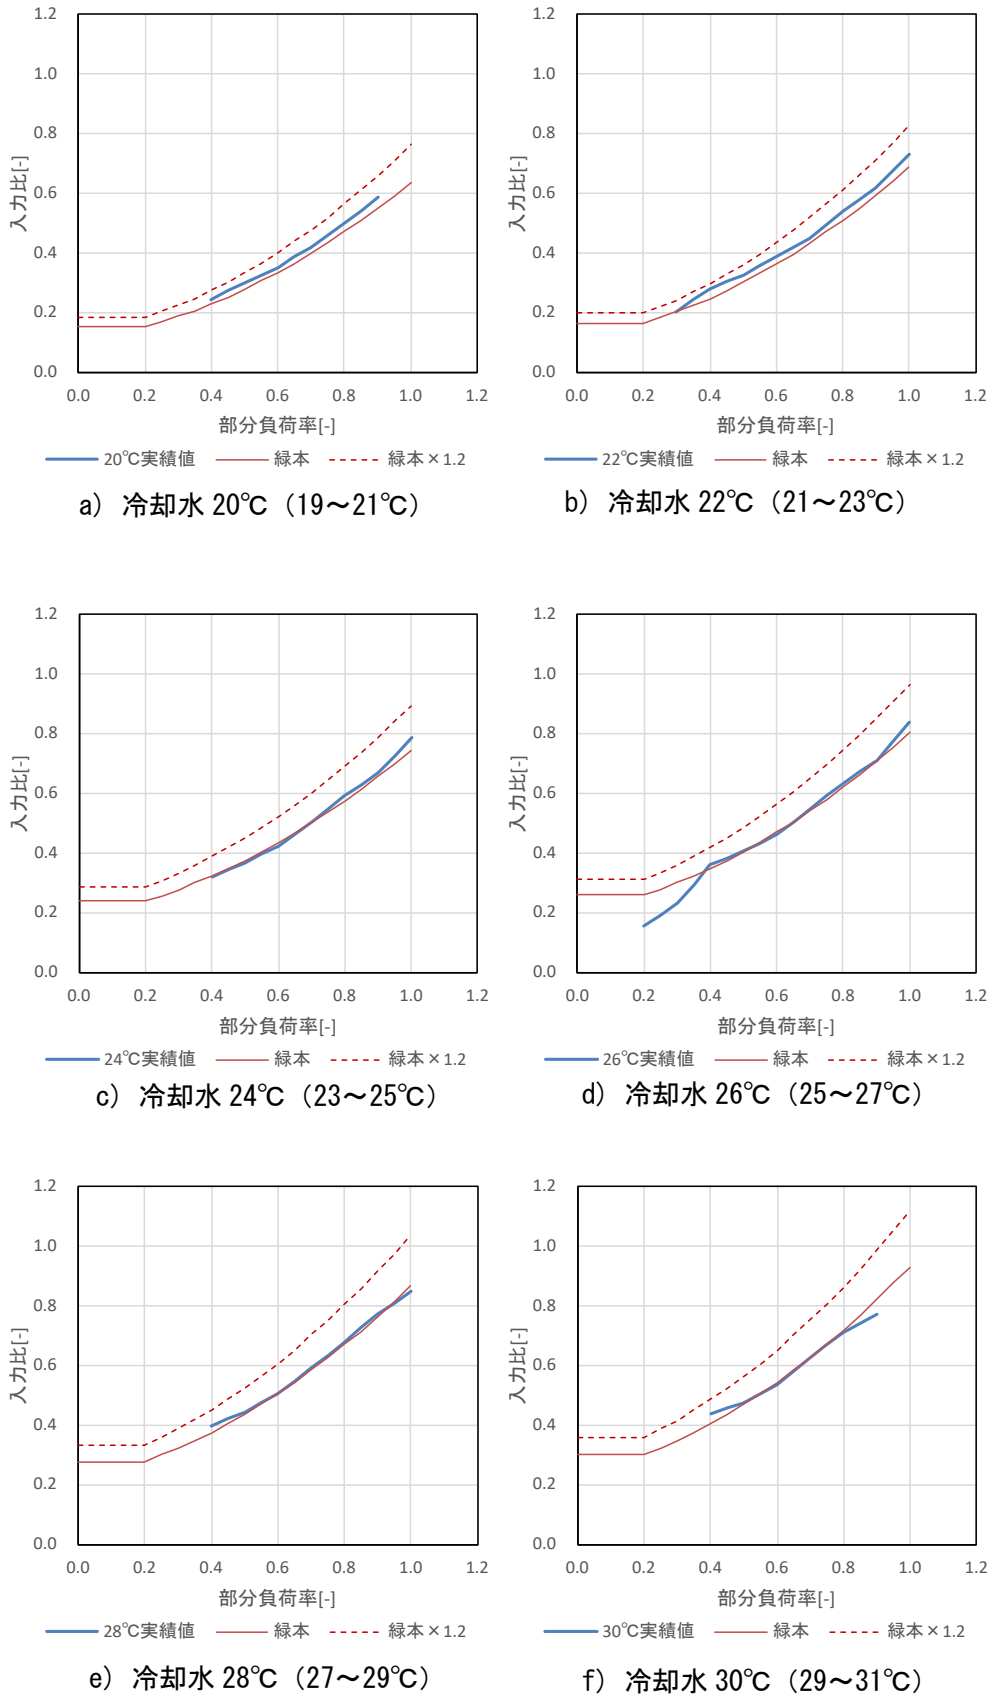 1.2
1.0
0.8
0.6
0.4
0.2
0.0
入力比[-]
0.0 0.2 0.4 0.6 0.8 1.0 1.2
部分負荷率[-]
20℃実績値 緑本 緑本×1.2
a) 冷却水 20℃（19～21℃）
1.2
1.0
0.8
0.6
0.4
0.2
0.0
入力比[-]
0.0 0.2 0.4 0.6 0.8 1.0 1.2
部分負荷率[-]
22℃実績値 緑本 緑本×1.2
b) 冷却水 22℃（21～23℃）
1.2
1.0
0.8
0.6
0.4
0.2
0.0
入力比[-]
0.0 0.2 0.4 0.6 0.8 1.0 1.2
部分負荷率[-]
24℃実績値 緑本 緑本×1.2
c) 冷却水 24℃（23～25℃）
1.2
1.0
0.8
0.6
0.4
0.2
0.0
入力比[-]
0.0 0.2 0.4 0.6 0.8 1.0 1.2
部分負荷率[-]
26℃実績値 緑本 緑本×1.2
d) 冷却水 26℃（25～27℃）
1.2
1.0
0.8
0.6
0.4
0.2
0.0
入力比[-]
0.0 0.2 0.4 0.6 0.8 1.0 1.2
部分負荷率[-]
28℃実績値 緑本 緑本×1.2
e) 冷却水 28℃（27～29℃）
1.2
1.0
0.8
0.6
0.4
0.2
0.0
入力比[-]
0.0 0.2 0.4 0.6 0.8 1.0 1.2
部分負荷率[-]
30℃実績値 緑本 緑本×1.2
f) 冷却水 30℃（29～31℃）